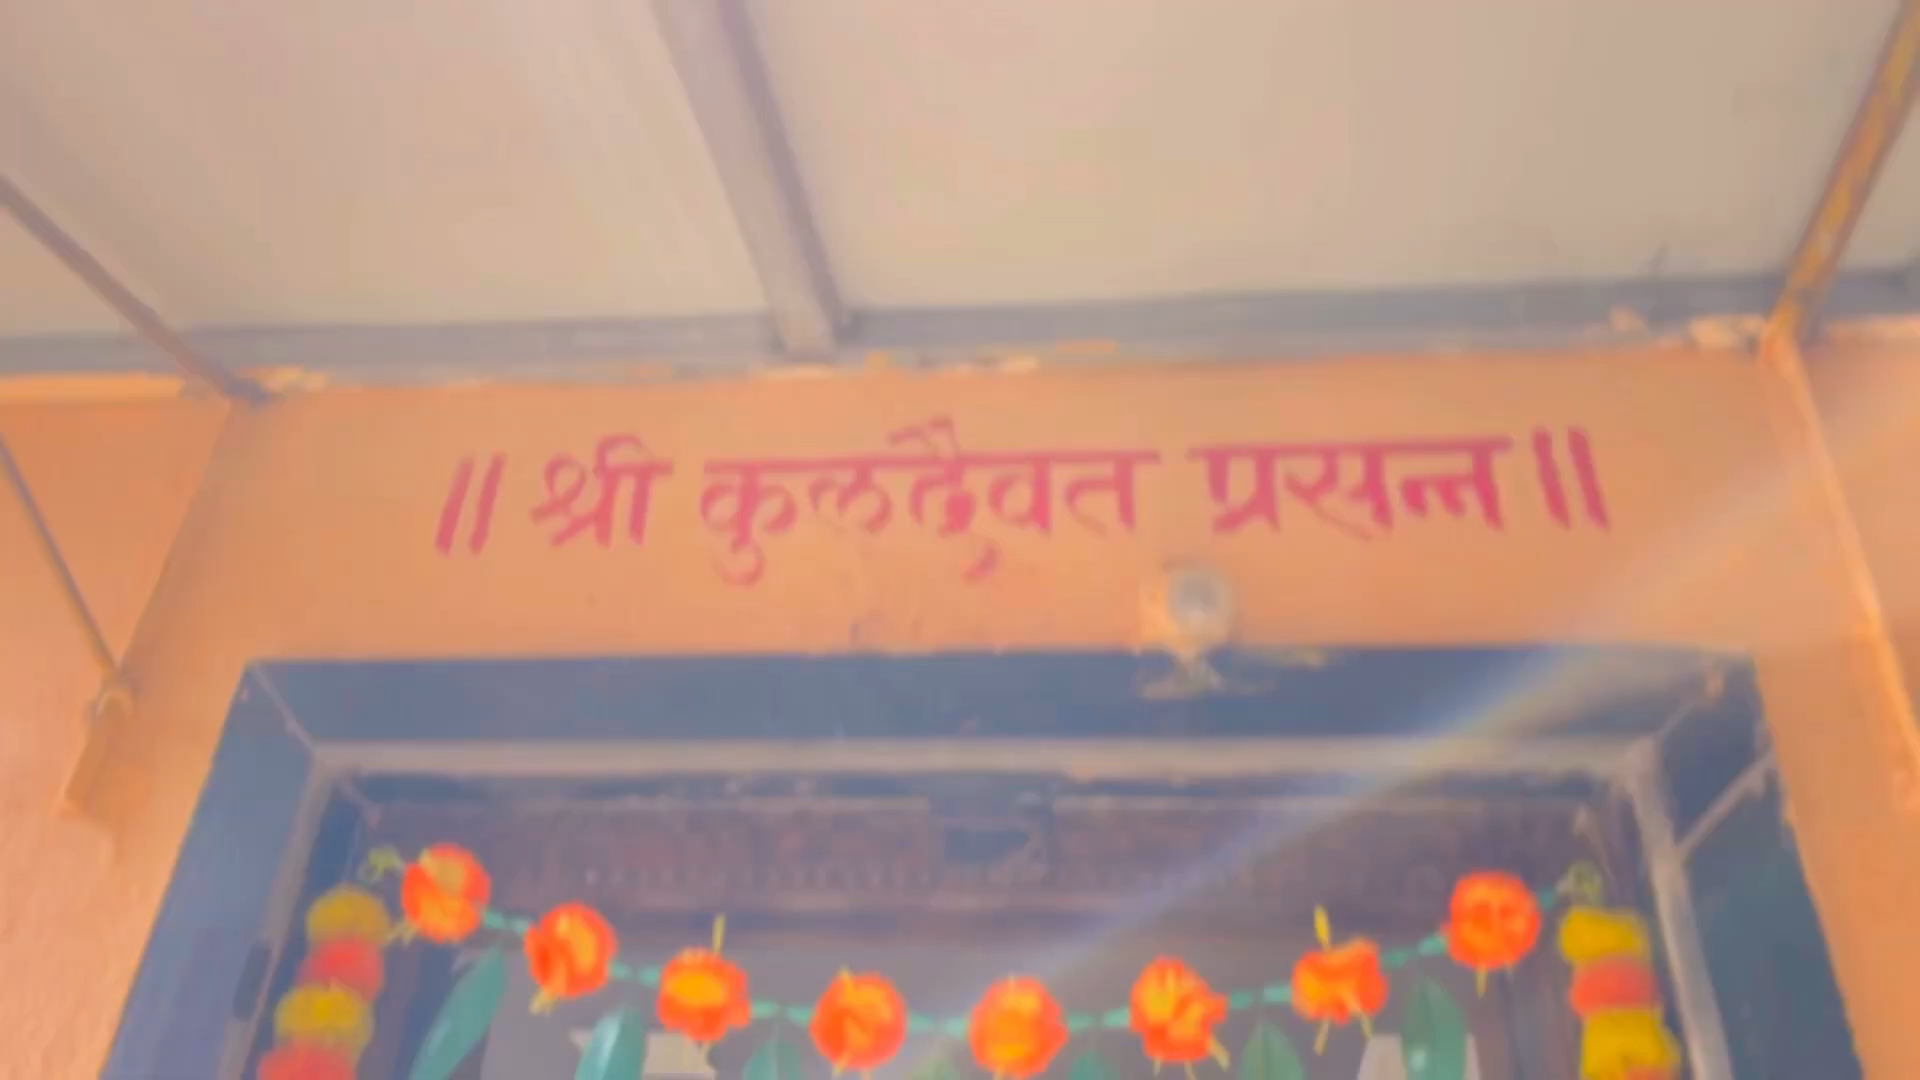 ॥ श्री कुलदैवत प्रसन्न ॥